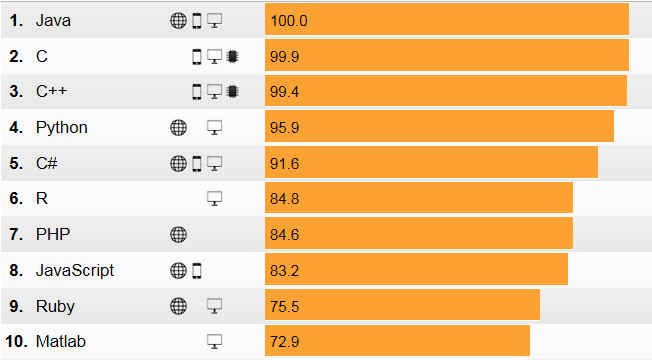 1. Java 100.0
2. C 99.9
3. C++ 99.4
4. Python 95.9
5. C# 91.6
6. R 84.8
7. PHP 84.6
8. JavaScript 83.2
9. Ruby 75.5
10. Matlab 72.9